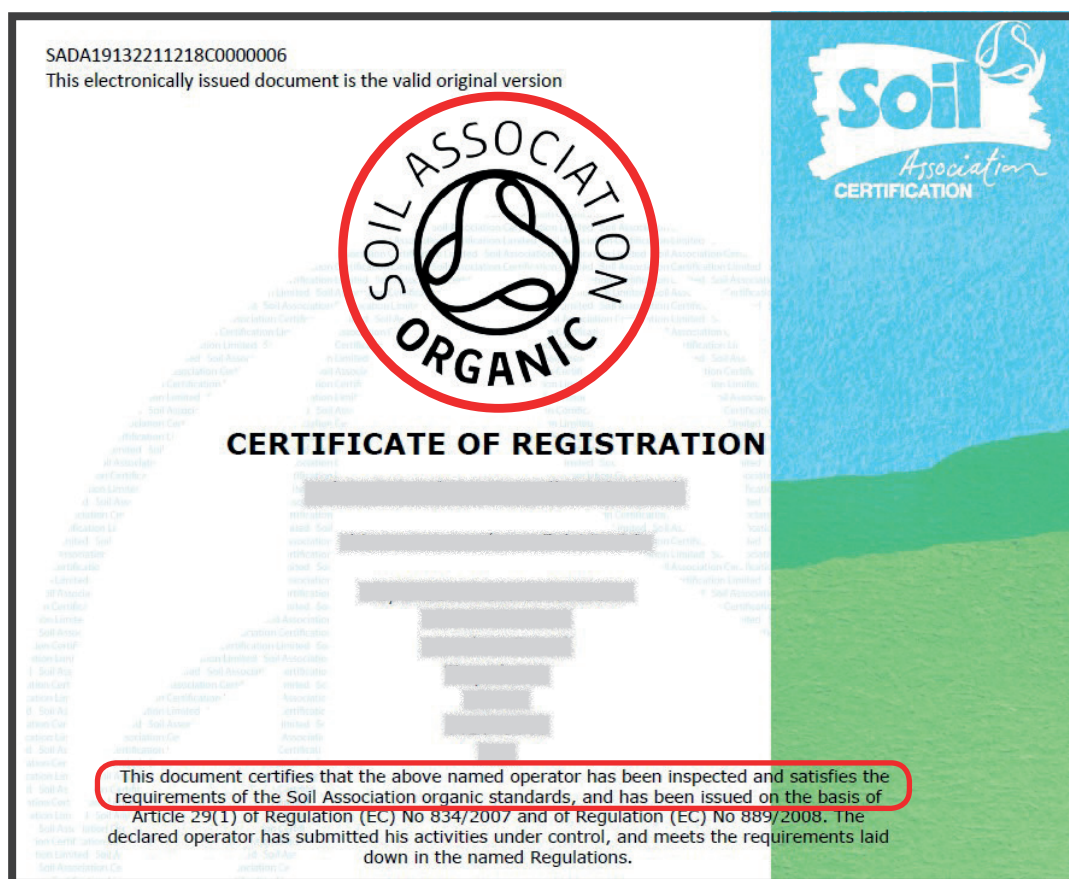 SADA19132211218C0000006
This electronically issued document is the valid original version
soil
Association
CERTIFICATION
SOIL ASSOCIATION
ORGANIC
CERTIFICATE OF REGISTRATION
This document certifies that the above named operator has been inspected and satisfies the
requirements of the Soil Association organic standards, and has been issued on the basis of
Article 29(1) of Regulation (EC) No 834/2007 and of Regulation (EC) No 889/2008. The
declared operator has submitted his activities under control, and meets the requirements laid
down in the named Regulations.